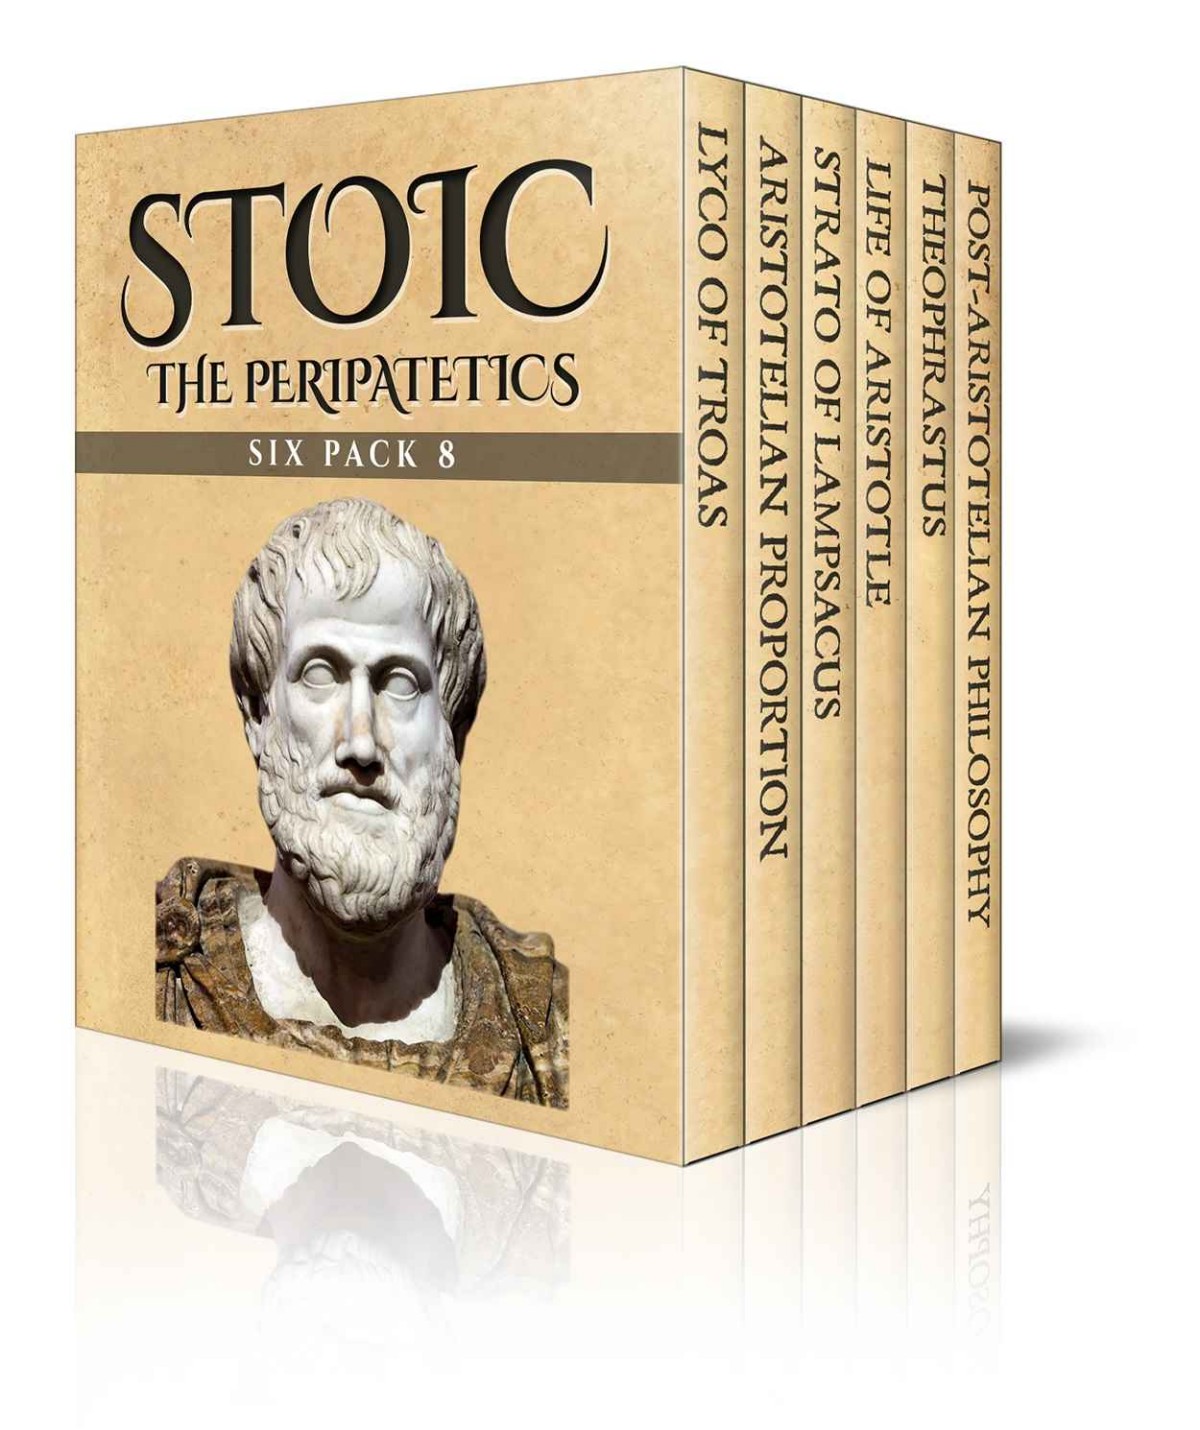 STOIC
THE PERIPATETICS
SIX PACK 8
LYCO OF TROAS
ARISTOTELIAN PROPORTION
STRATO OF LAMPSACUS
LIFE OF ARISTOTLE
THEOPHRASTUS
POST-ARISTOTELIAN PHILOSOPHY